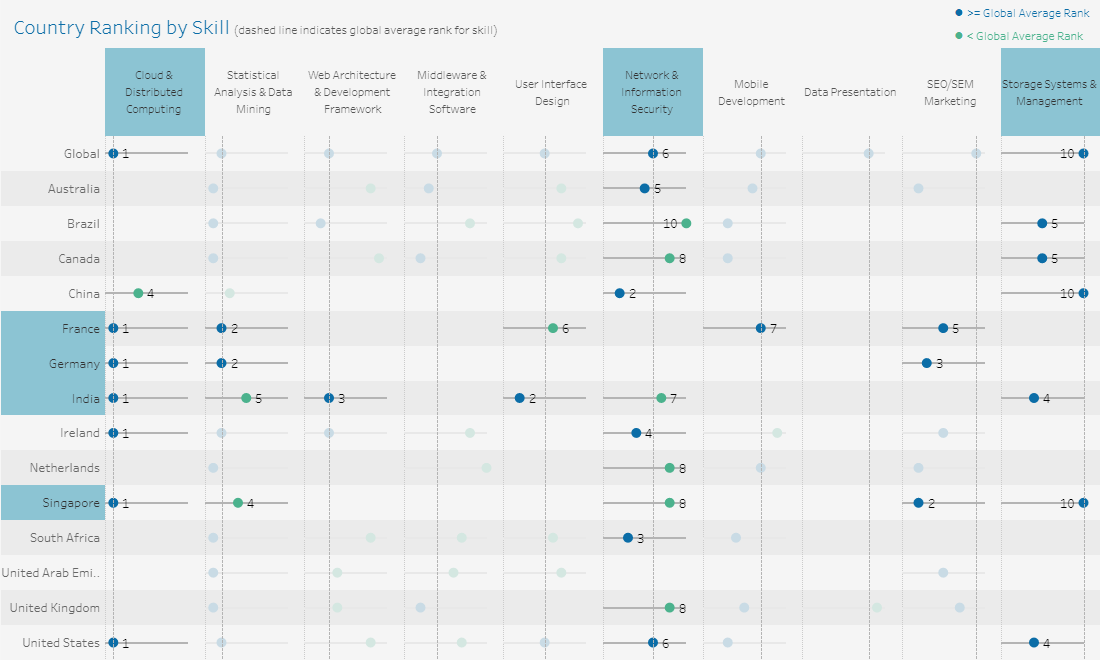 >= Global Average Rank
Country Ranking by Skill (dashed line indicates global average rank for skill)
< Global Average Rank
Cloud & Distributed Computing
Statistical Analysis & Data Mining
Web Architecture & Development Framework
Middleware & Integration Software
User Interface Design
Network & Information Security
Mobile Development
Data Presentation
SEO/SEM Marketing
Storage Systems & Management
Global 1 6 10
Australia 5
Brazil 10 5
Canada 8 5
China 4 2 10
France 1 2 6 7 5
Germany 1 2 3
India 1 5 3 2 7 4
Ireland 1 4
Netherlands 8
Singapore 1 4 8 2 10
South Africa 3
United Arab Emi..
United Kingdom 8
United States 1 6 4